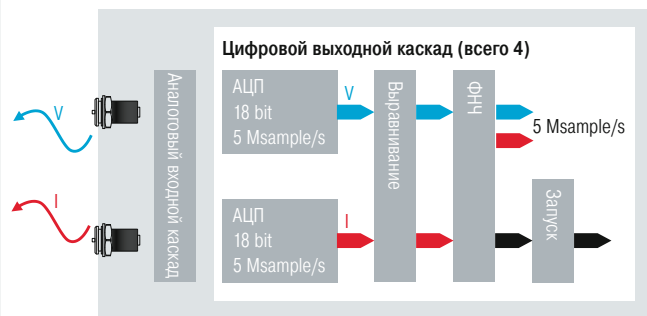 Цифровой выходной каскад (всего 4)
V
I
Аналоговый входной каскад
АЦП
18 bit
5 Msample/s
V
АЦП
18 bit
5 Msample/s
I
Выравнивание
ФНЧ
5 Msample/s
Запуск